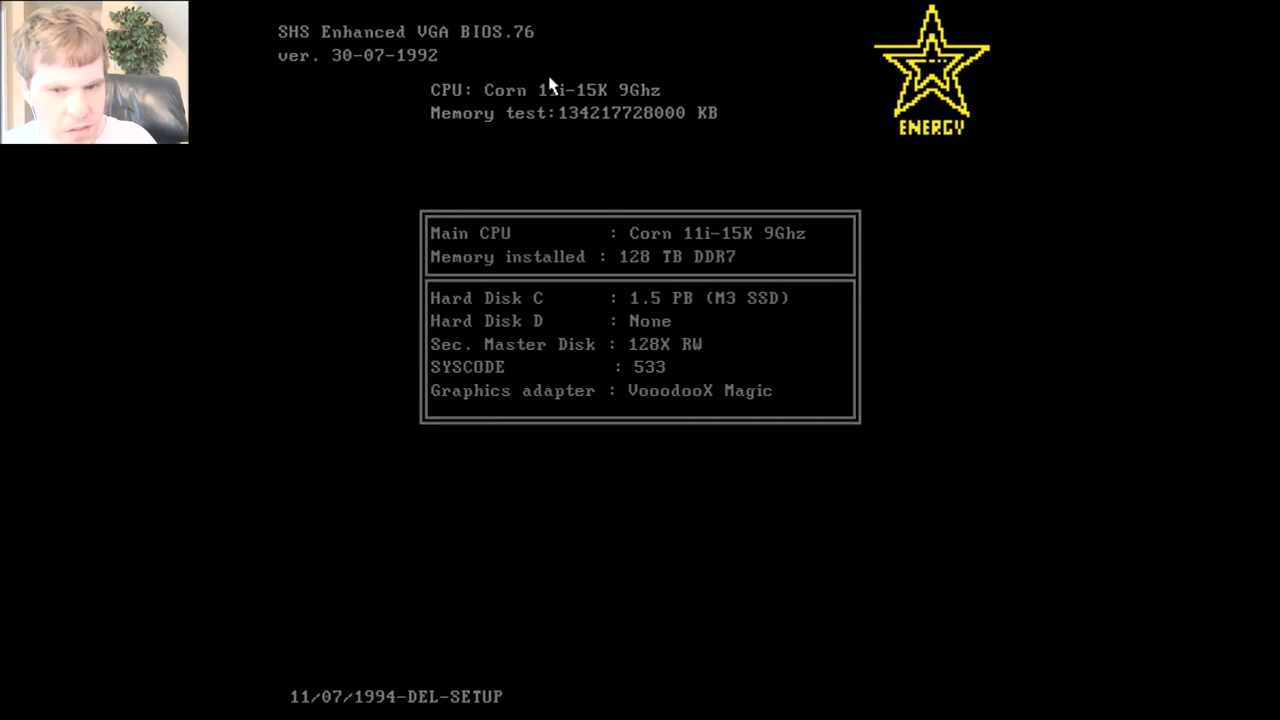 SHS Enhanced VGA BIOS.76
ver. 30-07-1992
ENERGY
CPU: Corn 11i-15K 9Ghz
Memory test:134217728000 KB
Main CPU : Corn 11i-15K 9Ghz
Memory installed : 128 TB DDR7
Hard Disk C : 1.5 PB (M3 SSD)
Hard Disk D : None
Sec. Master Disk : 128X RW
SYSCODE : 533
Graphics adapter : VooodooX Magic
11/07/1994-DEL-SETUP